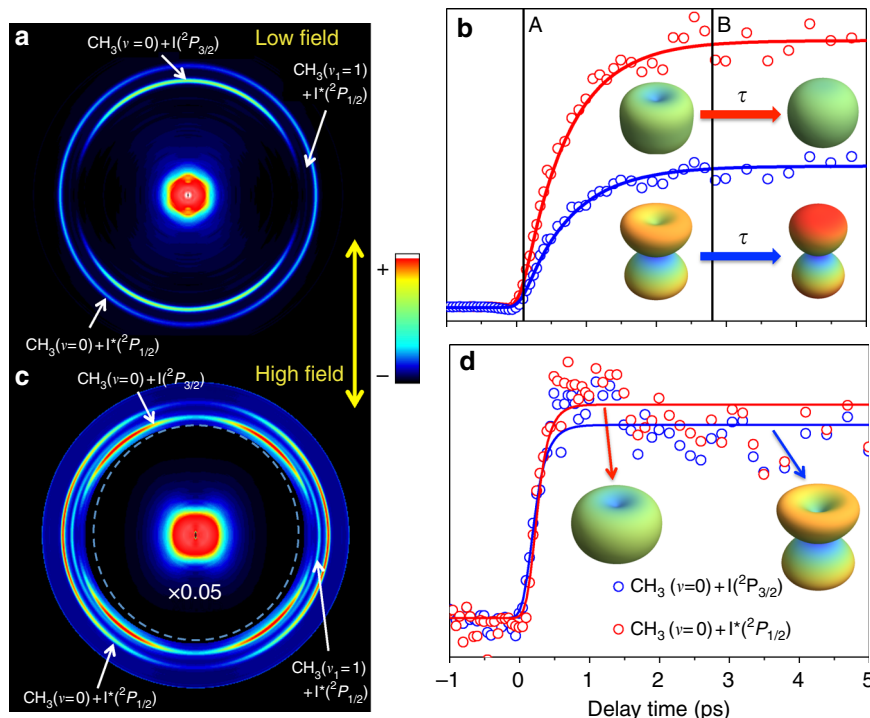 a
CH₃(ν=0)+I(²P₃/₂)
Low field
CH₃(ν₁=1)
+I*(²P₁/₂)
CH₃(ν=0)+I*(²P₁/₂)
+
−
c
CH₃(ν=0)+I(²P₃/₂)
High field
×0.05
CH₃(ν=0)+I*(²P₁/₂)
CH₃(ν₁=1)
+I*(²P₁/₂)
b
A
B
τ
τ
d
CH₃ (ν=0)+I(²P₃/₂)
CH₃ (ν=0)+I*(²P₁/₂)
−1 0 1 2 3 4 5
Delay time (ps)